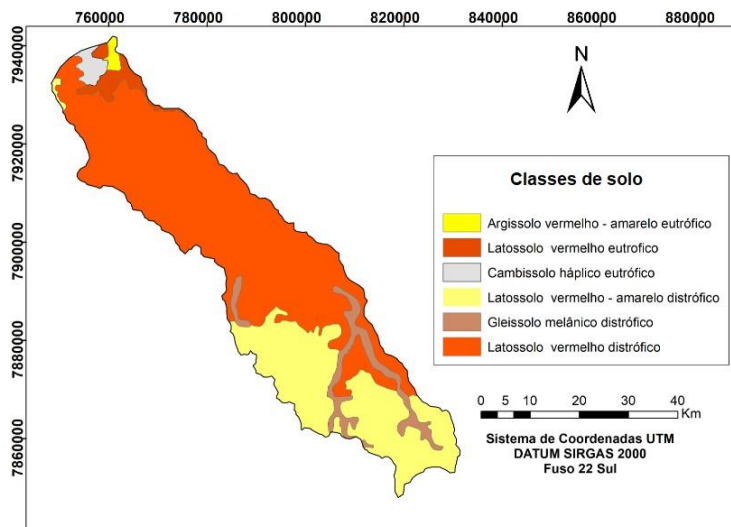 760000 780000 800000 820000 840000 860000 880000
7940000
7920000
7900000
7880000
7860000
N
Classes de solo
Argissolo vermelho - amarelo eutrófico
Latossolo vermelho eutrofico
Cambissolo háplico eutrófico
Latossolo vermelho - amarelo distrófico
Gleissolo melânico distrófico
Latossolo vermelho distrófico
0 5 10 20 30 40
Km
Sistema de Coordenadas UTM
DATUM SIRGAS 2000
Fuso 22 Sul